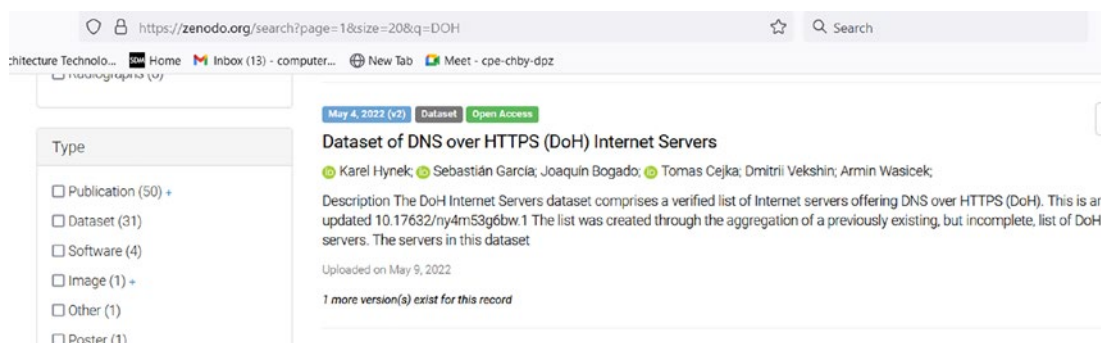 https://zenodo.org/search?page=1&size=20&q=DOH
Search
chitecture Technolo... SDM Home Inbox (13) - computer... New Tab Meet - cpe-chby-dpz
Radiographs (6)
May 4, 2022 (v2) Dataset Open Access
Type
Dataset of DNS over HTTPS (DoH) Internet Servers
Karel Hynek; Sebastián García; Joaquín Bogado; Tomas Cejka; Dmitrii Vekshin; Armin Wasicek;
Publication (50) +
Description The DoH Internet Servers dataset comprises a verified list of Internet servers offering DNS over HTTPS (DoH). This is an
Dataset (31)
updated 10.17632/ny4m53g6bw.1 The list was created through the aggregation of a previously existing, but incomplete, list of DoH
Software (4)
servers. The servers in this dataset
Image (1) +
Uploaded on May 9, 2022
Other (1)
1 more version(s) exist for this record
Poster (1)